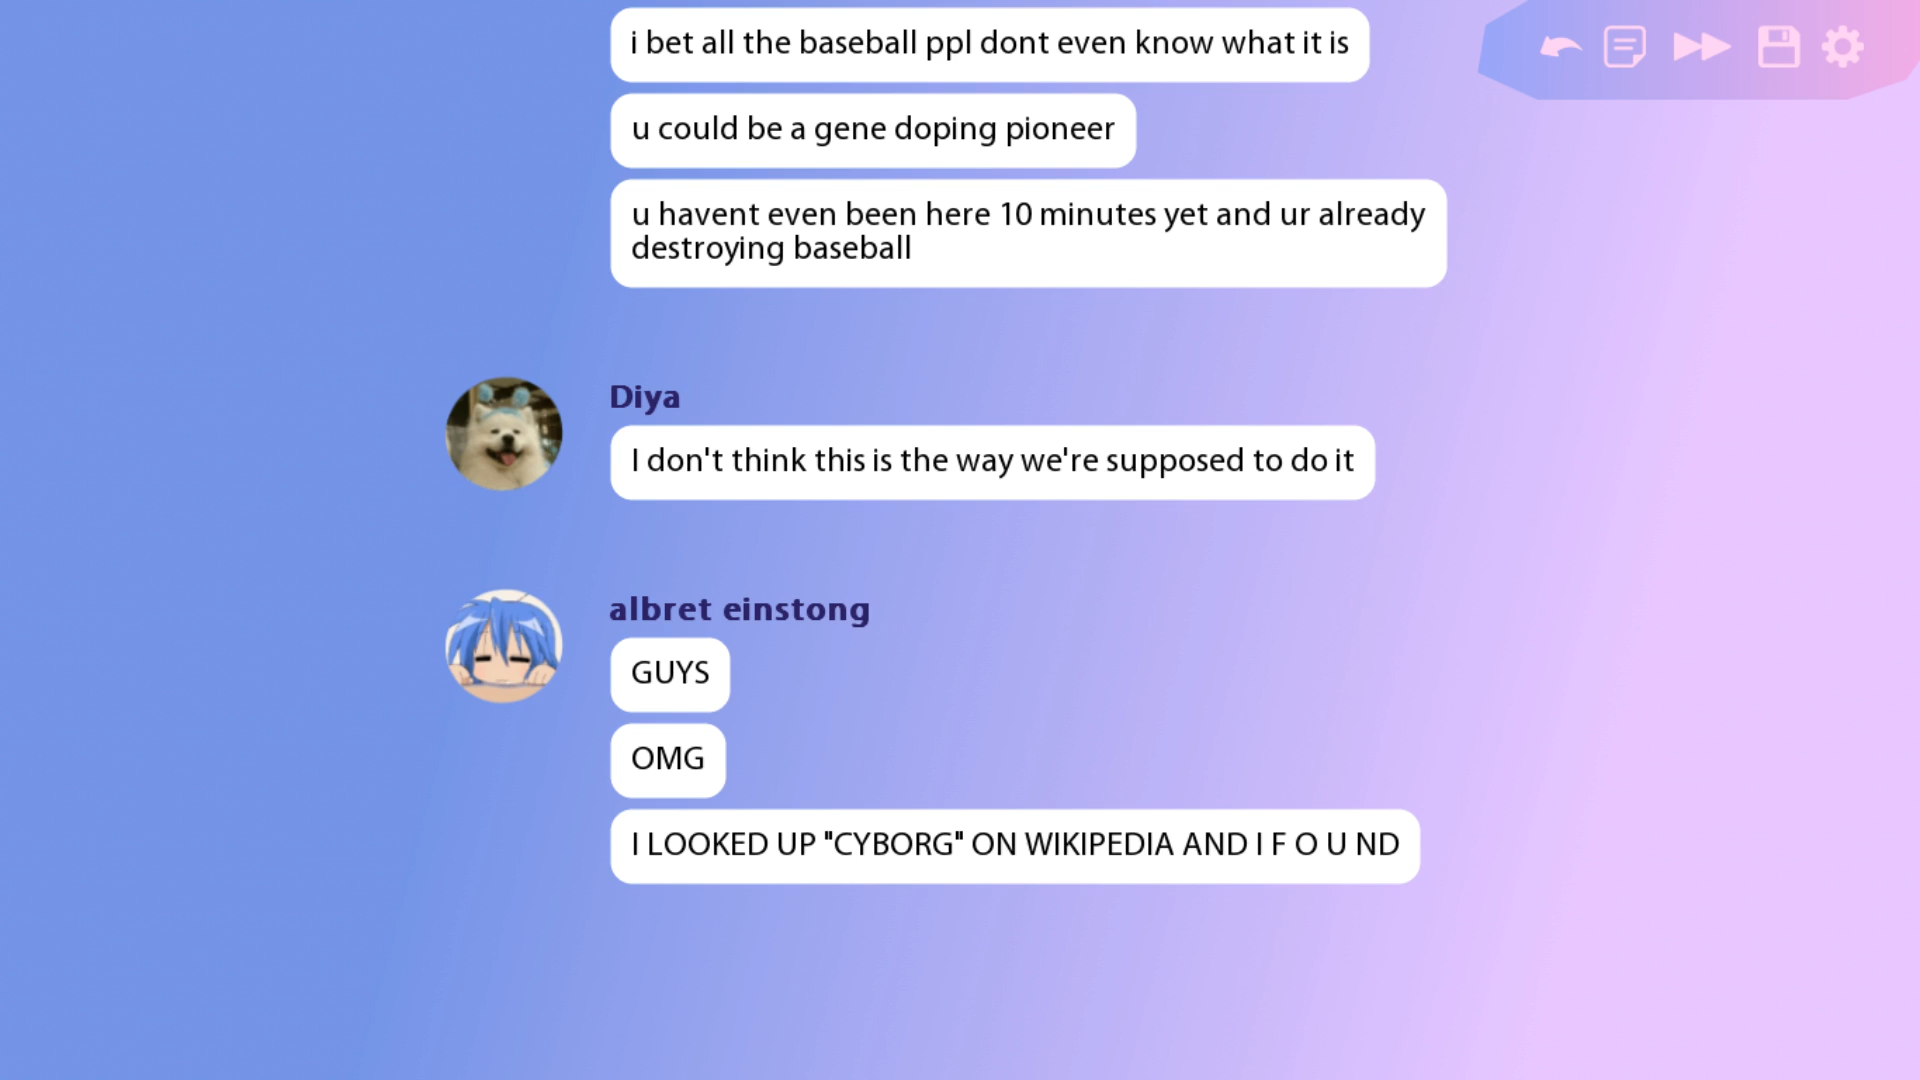 i bet all the baseball ppl dont even know what it is
u could be a gene doping pioneer
u havent even been here 10 minutes yet and ur already
destroying baseball
Diya
I don't think this is the way we're supposed to do it
albret einstong
GUYS
OMG
I LOOKED UP "CYBORG" ON WIKIPEDIA AND I F O U ND